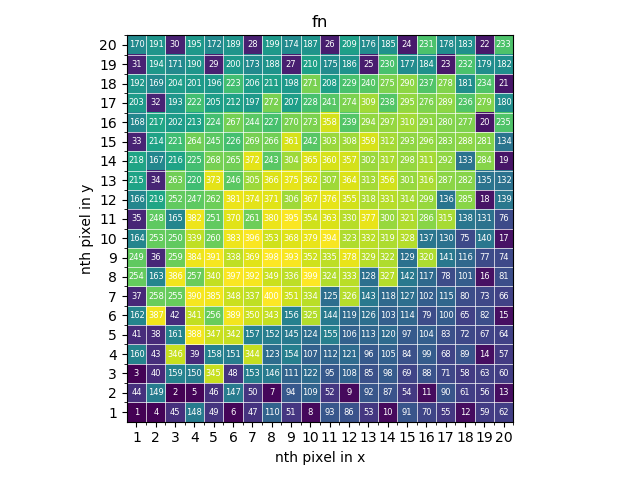 fn
20 170 191 30 195 172 189 28 199 174 187 26 209 176 185 24 231 178 183 22 233
19 31 194 171 190 29 200 173 188 27 210 175 186 25 230 177 184 23 232 179 182
18 192 169 204 201 196 223 206 211 198 271 208 229 240 275 290 237 278 181 234 21
17 203 32 193 222 205 212 197 272 207 228 241 274 309 238 295 276 289 236 279 180
16 168 217 202 213 224 267 244 227 270 273 358 239 294 297 310 291 280 277 20 235
15 33 214 221 264 245 226 269 266 361 242 303 308 359 312 293 296 283 288 281 134
14 218 167 216 225 268 265 372 243 304 365 360 357 302 317 298 311 292 133 284 19
13 215 34 263 220 373 246 305 366 375 362 307 364 313 356 301 316 287 282 135 132
12 166 219 252 247 262 381 374 371 306 367 376 355 318 331 314 299 136 285 18 139
11 35 248 165 382 251 370 261 380 395 354 363 330 377 300 321 286 315 138 131 76
10 164 253 250 339 260 383 396 353 368 379 394 323 332 319 328 137 130 75 140 17
9 249 36 259 384 391 338 369 398 393 352 335 378 329 322 129 320 141 116 77 74
8 254 163 386 257 340 397 392 349 336 399 324 333 128 327 142 117 78 101 16 81
7 37 258 255 390 385 348 337 400 351 334 125 326 143 118 127 102 115 80 73 66
6 162 387 42 341 256 389 350 343 156 325 144 119 126 103 114 79 100 65 82 15
5 41 38 161 388 347 342 157 152 145 124 155 106 113 120 97 104 83 72 67 64
4 160 43 346 39 158 151 344 123 154 107 112 121 96 105 84 99 68 89 14 57
3 3 40 159 150 345 48 153 146 111 122 95 108 85 98 69 88 71 58 63 60
2 44 149 2 5 46 147 50 7 94 109 52 9 92 87 54 11 90 61 56 13
1 1 4 45 148 49 6 47 110 51 8 93 86 53 10 91 70 55 12 59 62
1 2 3 4 5 6 7 8 9 10 11 12 13 14 15 16 17 18 19 20
nth pixel in x
nth pixel in y